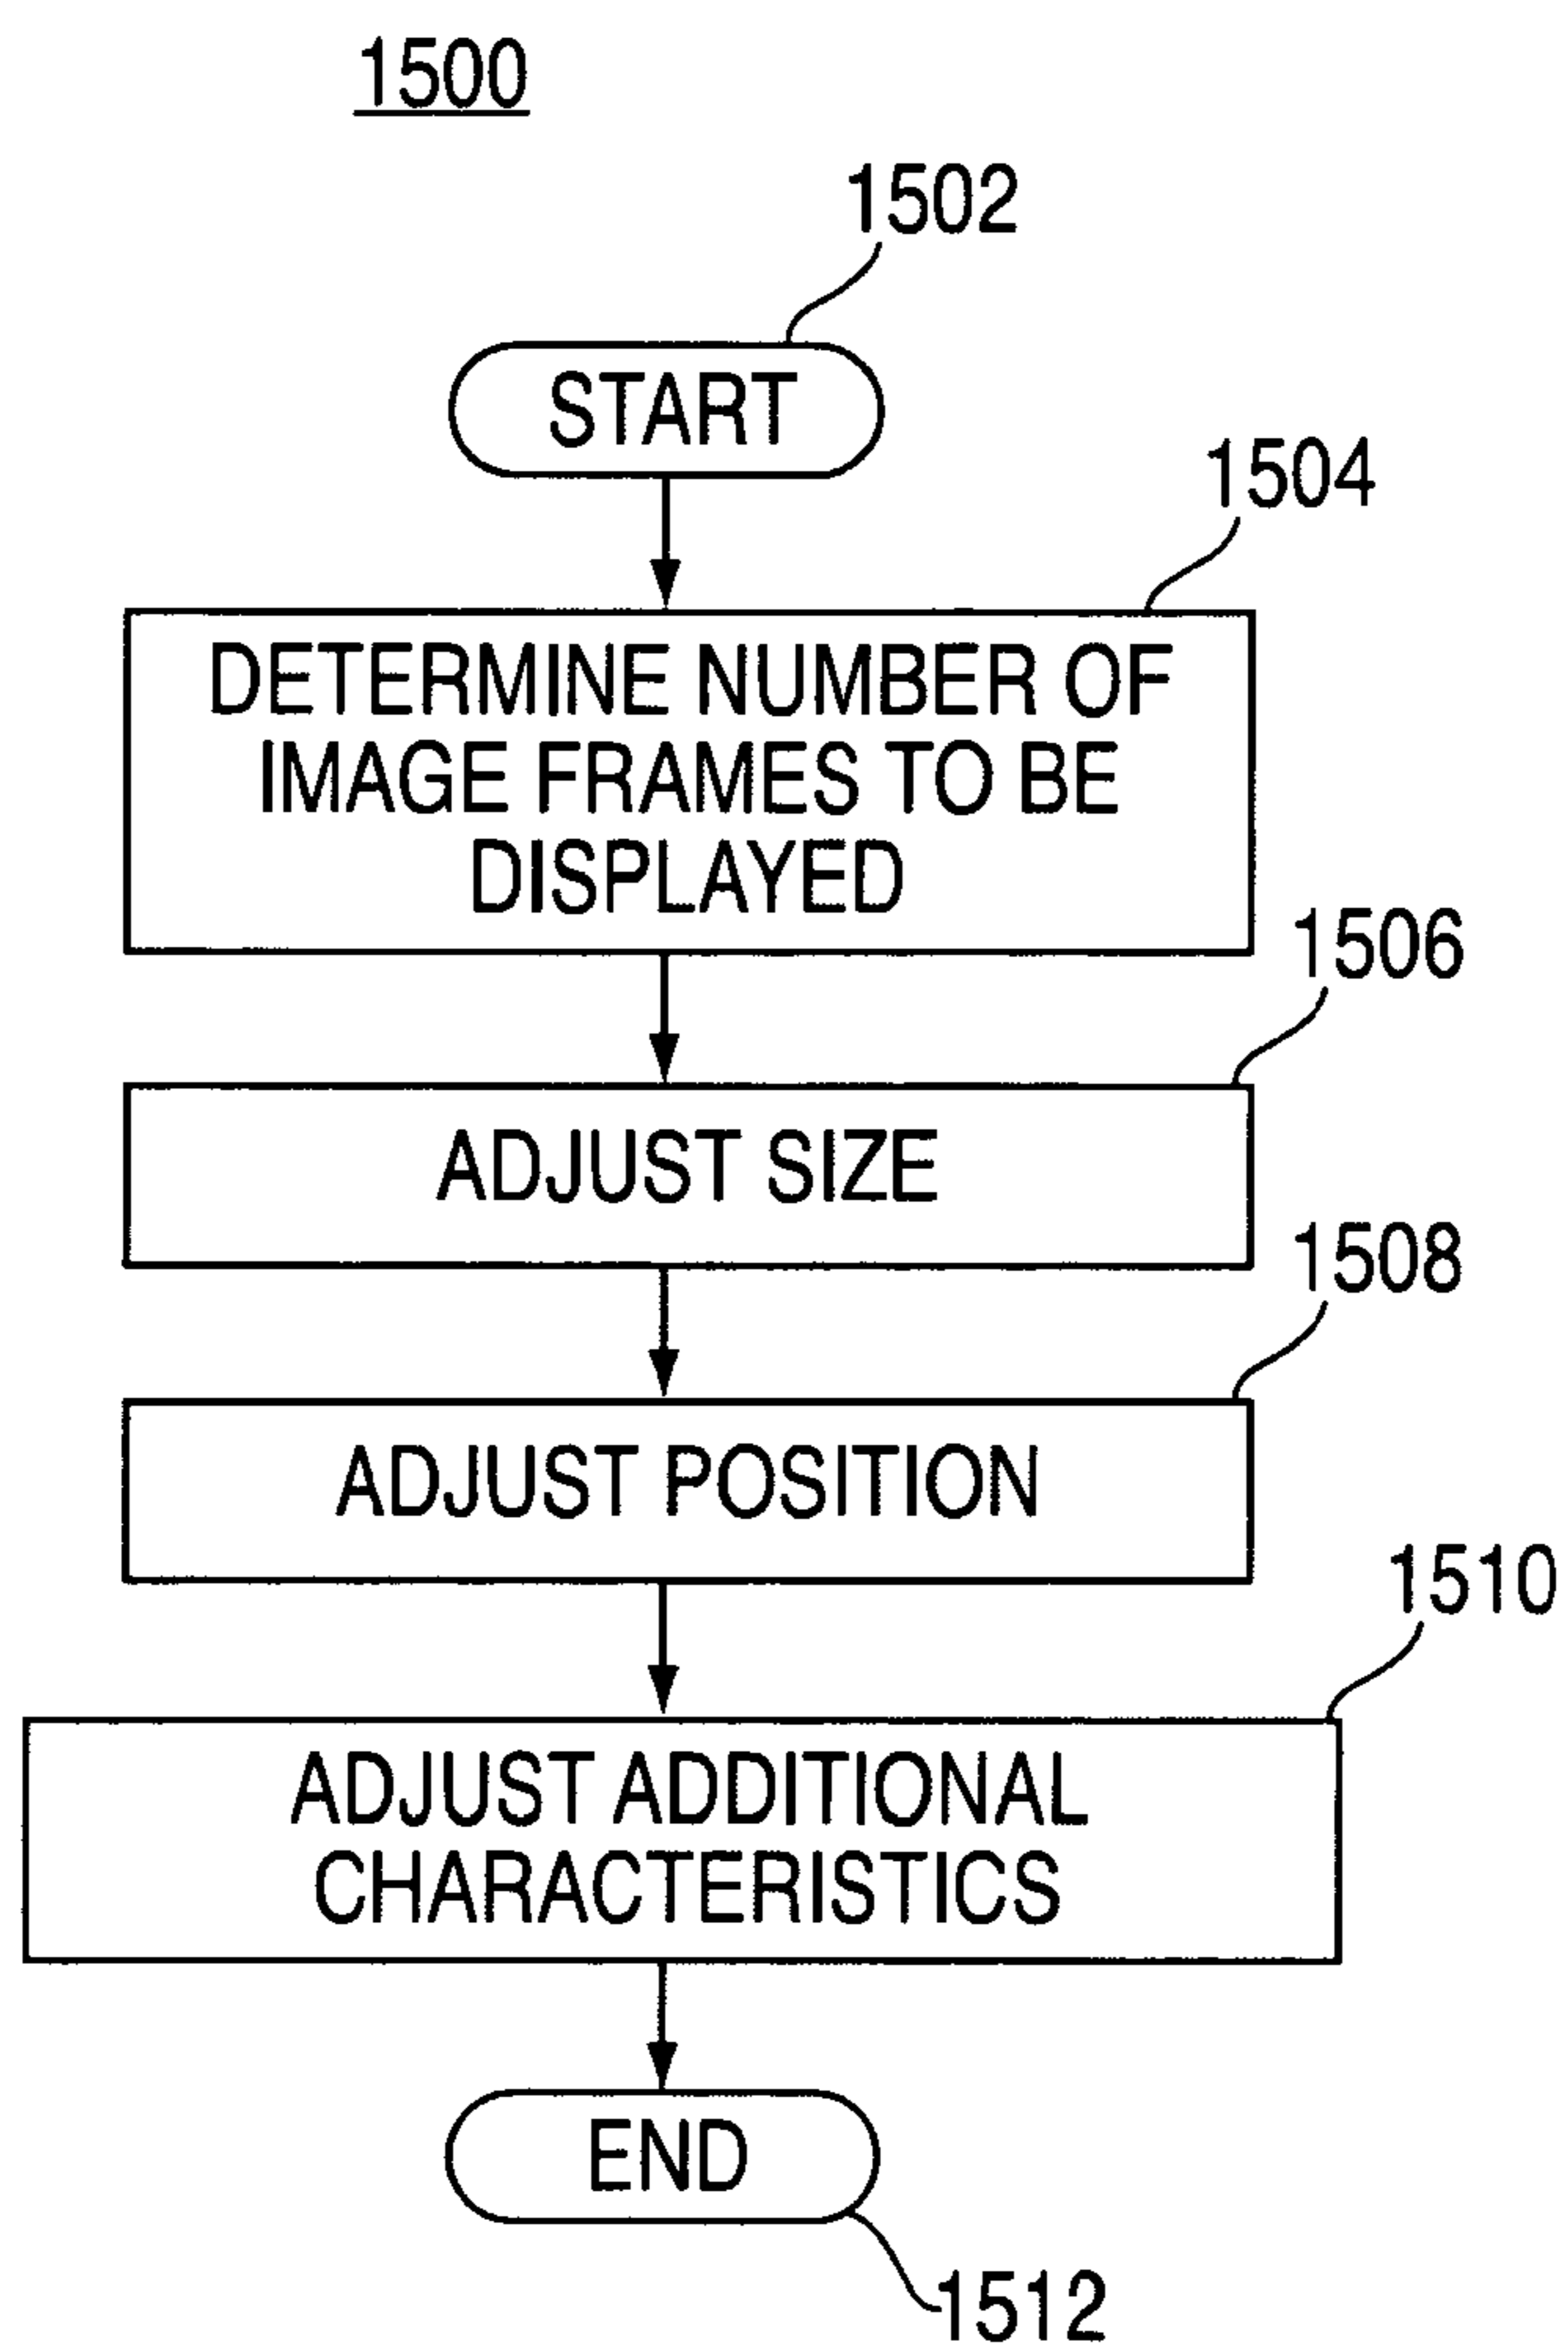 1500
1502
START
1504
DETERMINE NUMBER OF
IMAGE FRAMES TO BE
DISPLAYED
1506
ADJUST SIZE
1508
ADJUST POSITION
1510
ADJUST ADDITIONAL
CHARACTERISTICS
END
1512